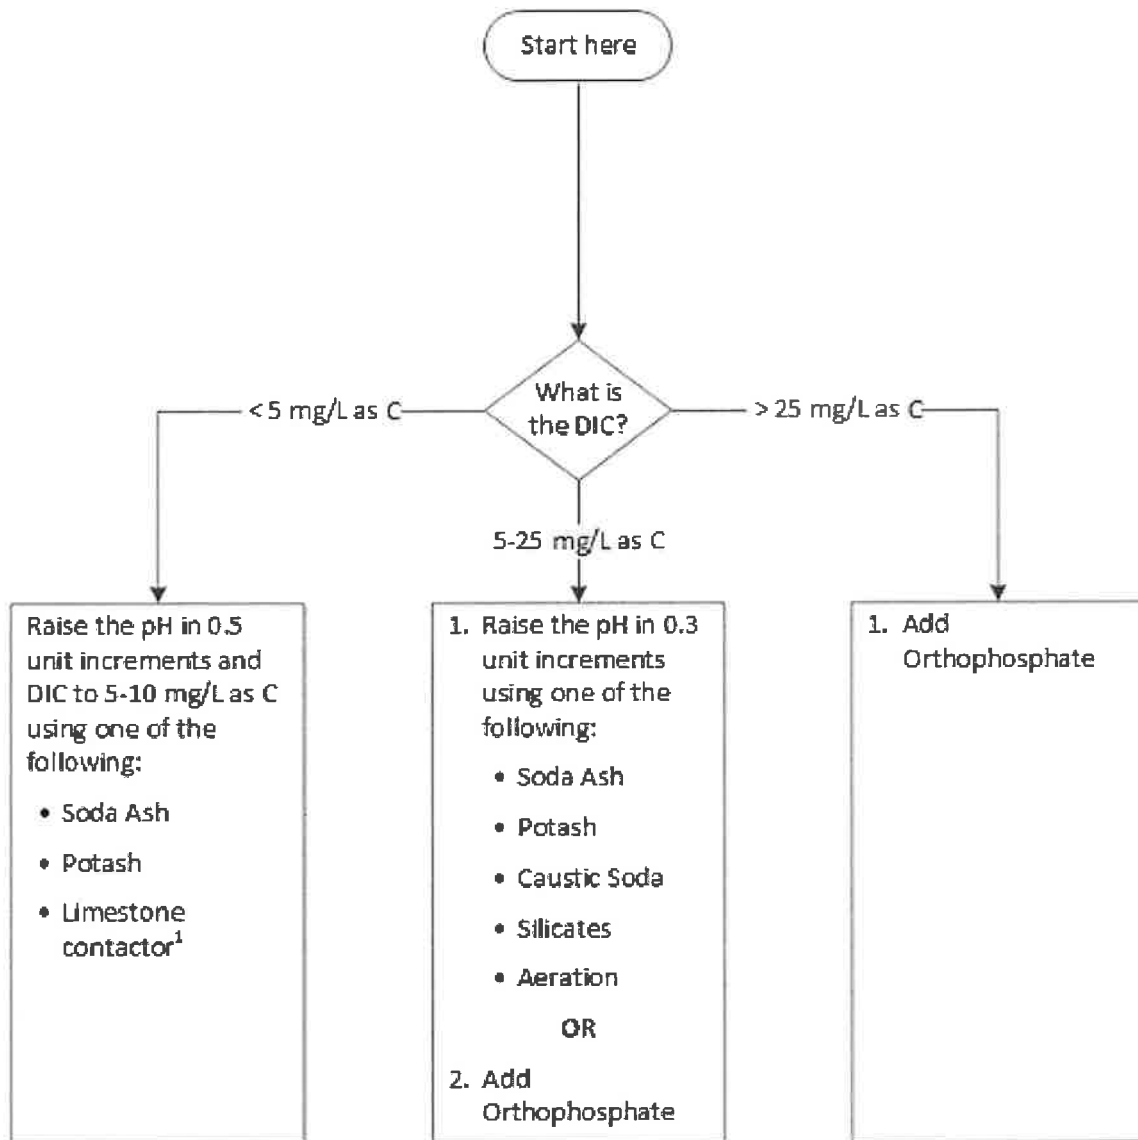 Start here
What is
the DIC?
< 5 mg/L as C
> 25 mg/L as C
5-25 mg/L as C
Raise the pH in 0.5
unit increments and
DIC to 5-10 mg/L as C
using one of the
following:
• Soda Ash
• Potash
• Limestone
contactor¹
1. Raise the pH in 0.3
unit increments
using one of the
following:
• Soda Ash
• Potash
• Caustic Soda
• Silicates
• Aeration
OR
2. Add
Orthophosphate
1. Add
Orthophosphate